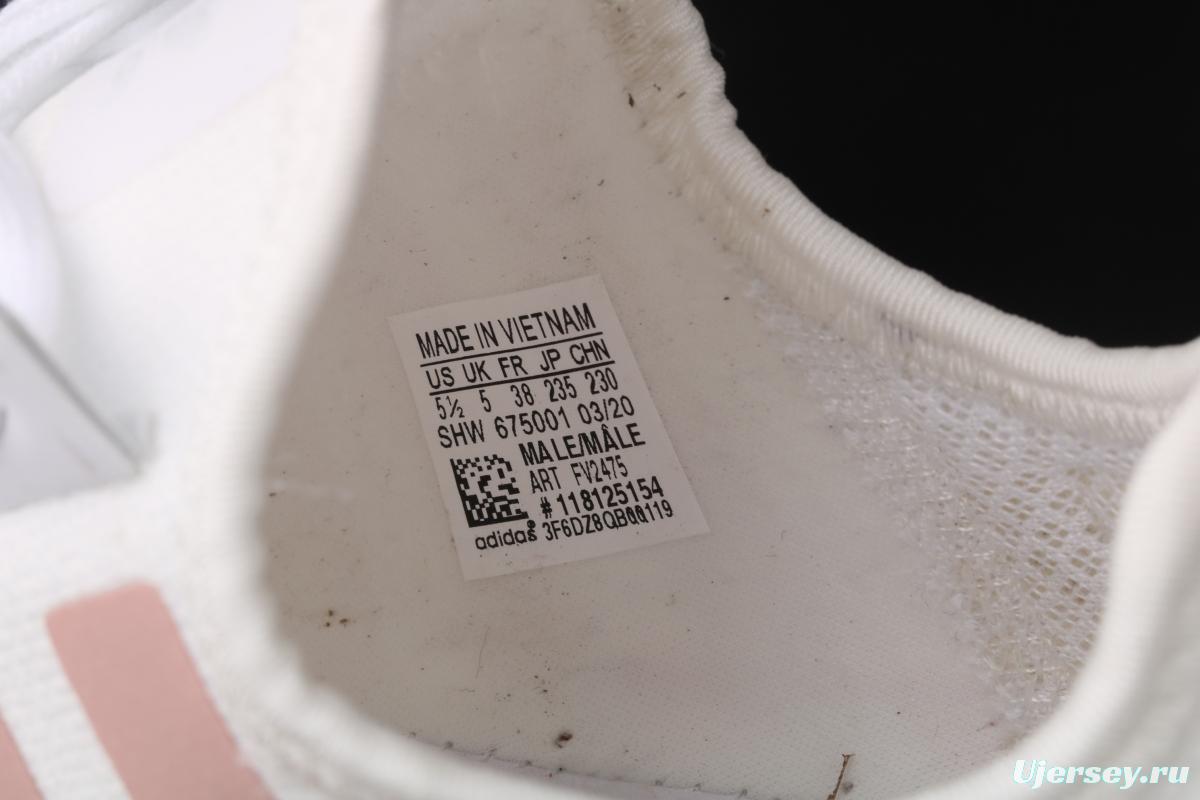 MADE IN VIETNAM
US UK FR JP CHN
5½ 5 38 235 230
SHW 675001 03/20
MALE/MÂLE
ART FV2475
#118125154
adidas 3F6DZ8QB00119
Ujersey.ru